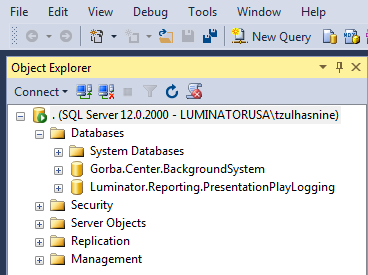 File Edit View Debug Tools Window Help
New Query
Object Explorer
Connect
. (SQL Server 12.0.2000 - LUMINATORUSA\tzulhasnine)
Databases
System Databases
Gorba.Center.BackgroundSystem
Luminator.Reporting.PresentationPlayLogging
Security
Server Objects
Replication
Management